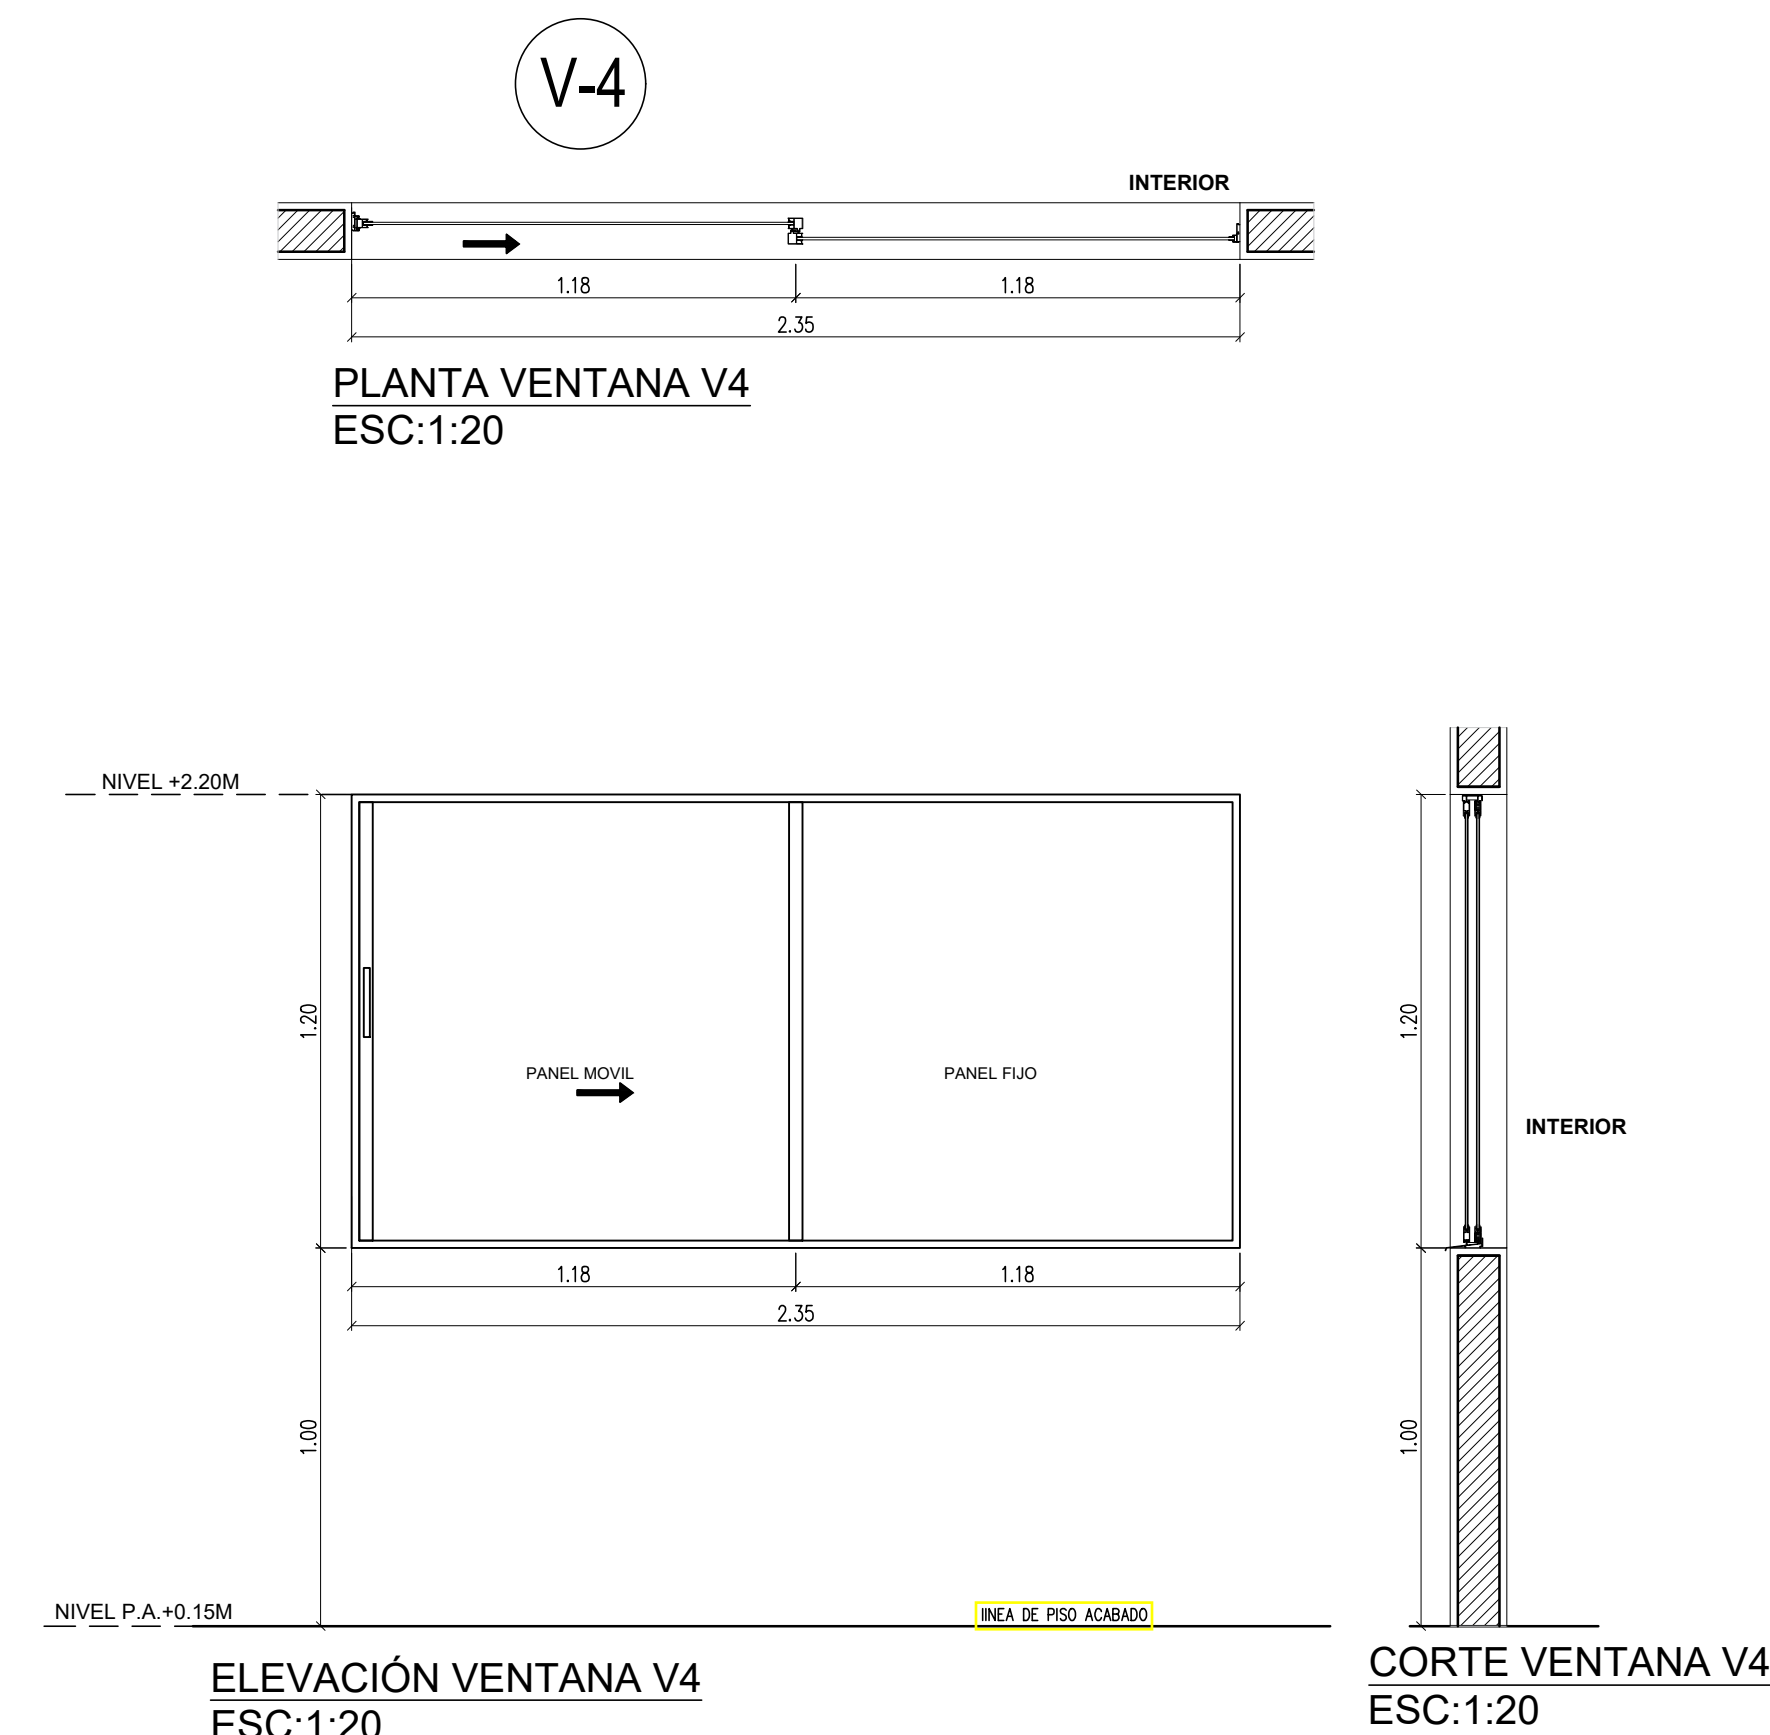 V-4
INTERIOR
1.18
1.18
2.35
PLANTA VENTANA V4
ESC:1:20
NIVEL +2.20M
1.20
1.20
PANEL MOVIL
PANEL FIJO
INTERIOR
1.18
1.18
2.35
1.00
1.00
NIVEL P.A.+0.15M
lINEA DE PISO ACABADO
ELEVACIÓN VENTANA V4
ESC:1:20
CORTE VENTANA V4
ESC:1:20